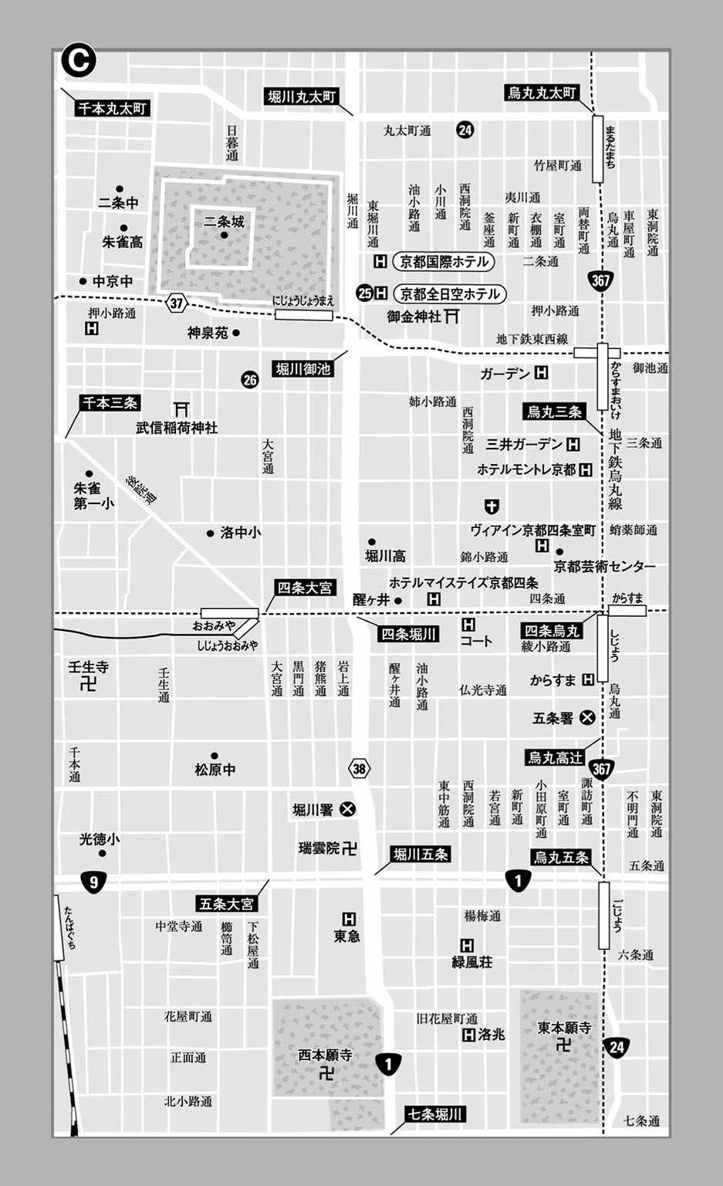 C
千本丸太町
堀川丸太町
烏丸丸太町
日暮通
丸太町通
24
まるたまち
竹屋町通
二条中
朱雀高
二条城
堀川通
東堀川通
油小路通
小川通
西洞院通
夷川通
釜座通
新町通
衣棚通
室町通
両替町通
烏丸通
車屋町通
東洞院通
中京中
H
京都国際ホテル
二条通
367
25
H
京都全日空ホテル
37
にじょうじょうまえ
押小路通
H
神泉苑
御金神社
押小路通
地下鉄東西線
堀川御池
からすまおいけ
御池通
26
ガーデン
H
千本三条
武信稲荷神社
姉小路通
西洞院通
烏丸三条
大宮通
三井ガーデン
H
三条通
地下鉄烏丸線
ホテルモントレ京都
H
朱雀
第一小
後院通
洛中小
堀川高
ヴィアイン京都四条室町
H
蛸薬師通
錦小路通
京都芸術センター
四条大宮
ホテルマイステイズ京都四条
H
醒ヶ井
四条通
からすま
おおみや
しじょうおおみや
四条堀川
H
コート
四条烏丸
綾小路通
しじょう
壬生寺
壬生通
大宮通
黒門通
猪熊通
岩上通
醒ヶ井通
油小路通
仏光寺通
からすま
H
烏丸通
五条署
千本通
松原中
38
烏丸高辻
367
堀川署
東中筋通
西洞院通
若宮通
新町通
小田原町通
室町通
諏訪町通
不明門通
東洞院通
光德小
瑞雲院
堀川五条
烏丸五条
五条通
9
1
五条大宮
たんばぐち
中堂寺通
櫛笥通
下松屋通
H
東急
楊梅通
ごじょう
H
緑風荘
六条通
花屋町通
旧花屋町通
H
洛兆
東本願寺
正面通
西本願寺
1
24
北小路通
七条堀川
七条通